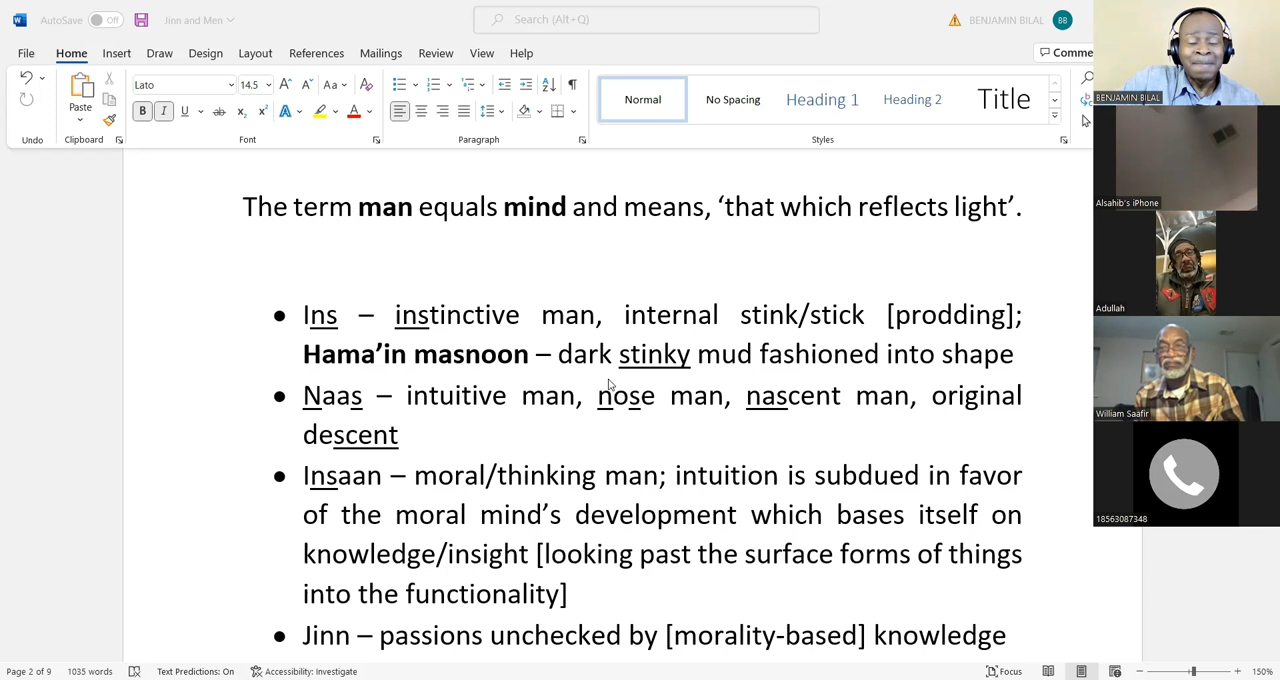 AutoSave Off Jinn and Men Search (Alt+Q) BENJAMIN BILAL BB
File Home Insert Draw Design Layout References Mailings Review View Help Comme
Paste Lato 14.5 Aa Normal No Spacing Heading 1 Heading 2 Title
B I U ab x₂ x² A A
Undo Clipboard Font Paragraph Styles
The term man equals mind and means, ‘that which reflects light’.
● Ins – instinctive man, internal stink/stick [prodding];
Hama’in masnoon – dark stinky mud fashioned into shape
● Naas – intuitive man, nose man, nascent man, original
descent
● Insaan – moral/thinking man; intuition is subdued in favor
of the moral mind’s development which bases itself on
knowledge/insight [looking past the surface forms of things
into the functionality]
● Jinn – passions unchecked by [morality-based] knowledge
Page 2 of 9 1035 words Text Predictions: On Accessibility: Investigate Focus 150%
BENJAMIN BILAL
Alsahib's iPhone
Adullah
William Saafir
18563087348